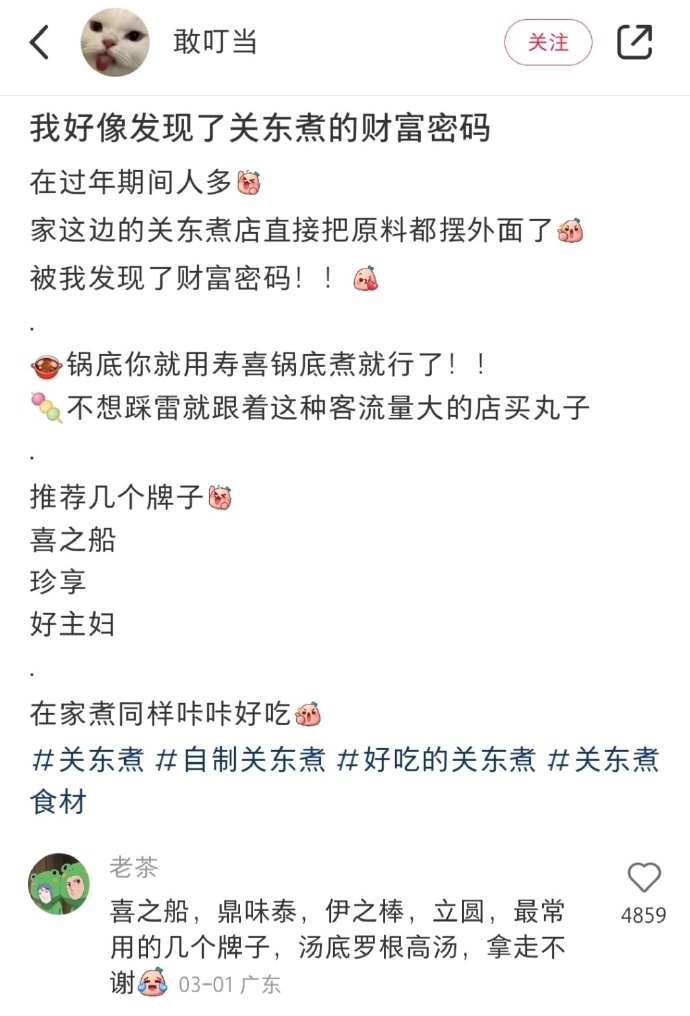 敢叮当
关注
我好像发现了关东煮的财富密码
在过年期间人多
家这边的关东煮店直接把原料都摆外面了
被我发现了财富密码！！
.
锅底你就用寿喜锅底煮就行了！！
不想踩雷就跟着这种客流量大的店买丸子
.
推荐几个牌子
喜之船
珍享
好主妇
.
在家煮同样咔咔好吃
#关东煮 #自制关东煮 #好吃的关东煮 #关东煮
食材
老茶
喜之船，鼎味泰，伊之棒，立圆，最常
用的几个牌子，汤底罗根高汤，拿走不
谢 03-01 广东
4859